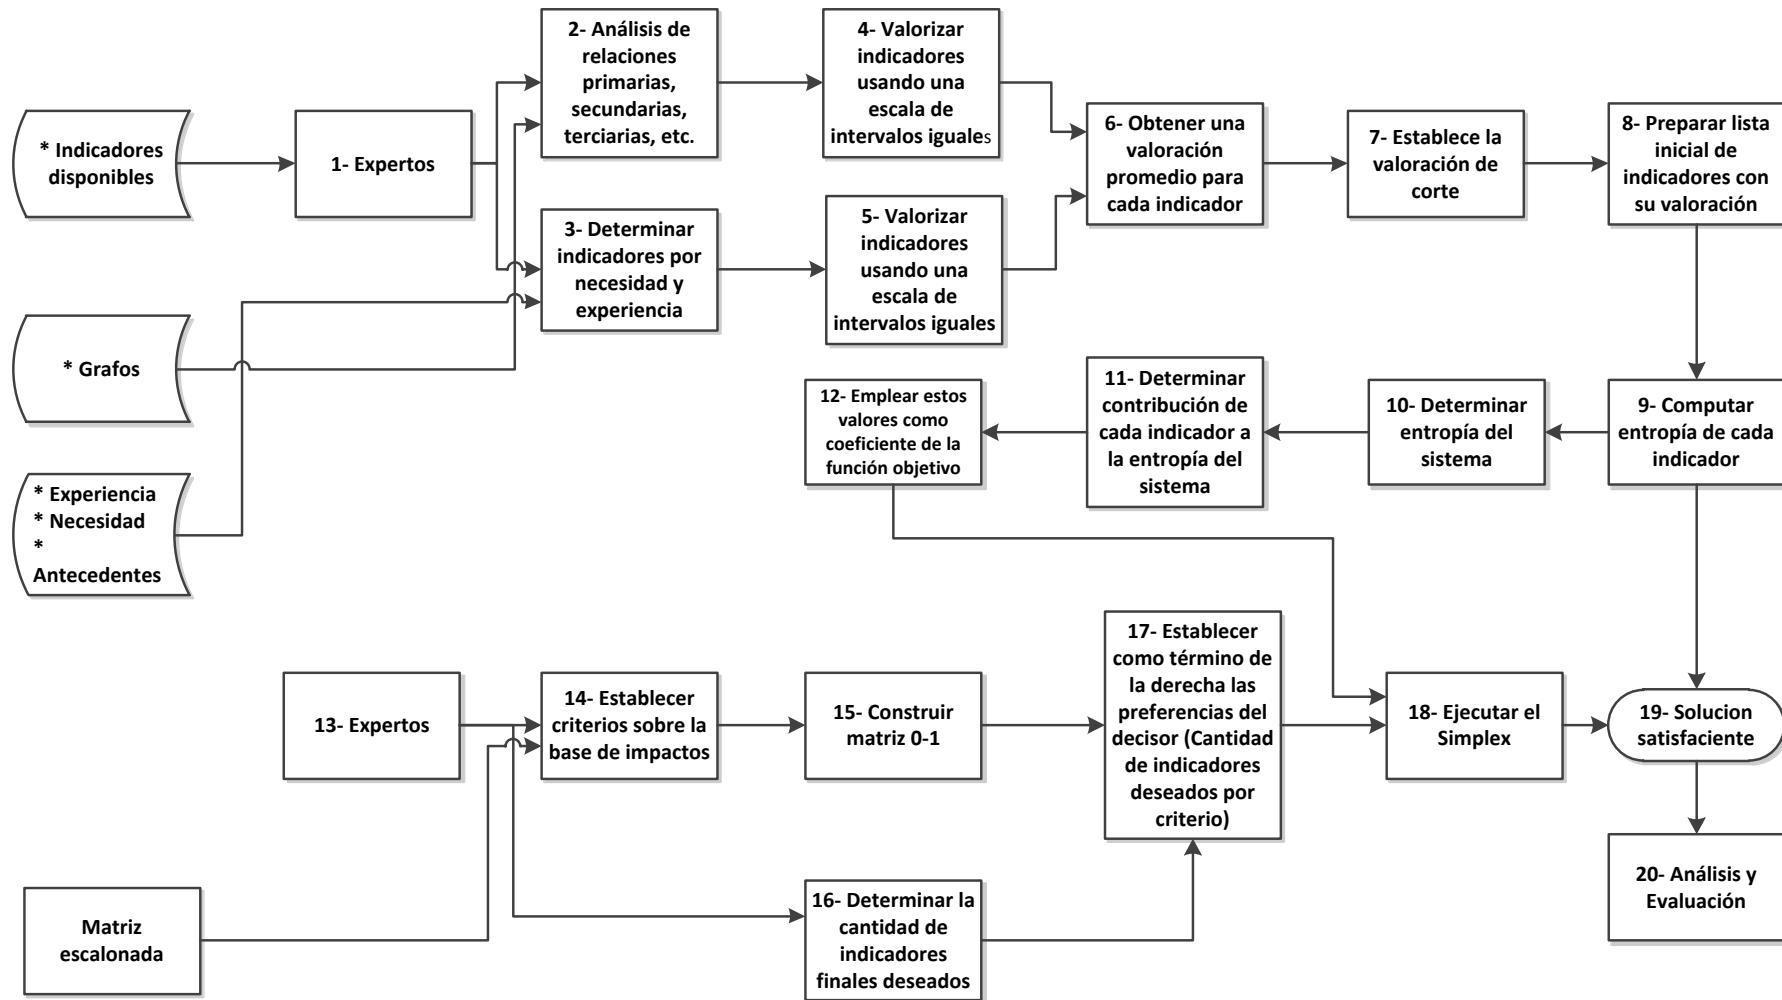 * Indicadores
disponibles
1- Expertos
2- Análisis de
relaciones
primarias,
secundarias,
terciarias, etc.
4- Valorizar
indicadores
usando una
escala de
intervalos iguales
6- Obtener una
valoración
promedio para
cada indicador
7- Establece la
valoración de
corte
8- Preparar lista
inicial de
indicadores con
su valoración
3- Determinar
indicadores por
necesidad y
experiencia
5- Valorizar
indicadores
usando una
escala de
intervalos iguales
* Grafos
12- Emplear estos
valores como
coeficiente de la
función objetivo
11- Determinar
contribución de
cada indicador a
la entropía del
sistema
10- Determinar
entropía del
sistema
9- Computar
entropía de cada
indicador
* Experiencia
* Necesidad
*
Antecedentes
13- Expertos
14- Establecer
criterios sobre la
base de impactos
15- Construir
matriz 0-1
17- Establecer
como término de
la derecha las
preferencias del
decisor (Cantidad
de indicadores
deseados por
criterio)
18- Ejecutar el
Simplex
19- Solucion
satisfaciente
Matriz
escalonada
16- Determinar la
cantidad de
indicadores
finales deseados
20- Análisis y
Evaluación